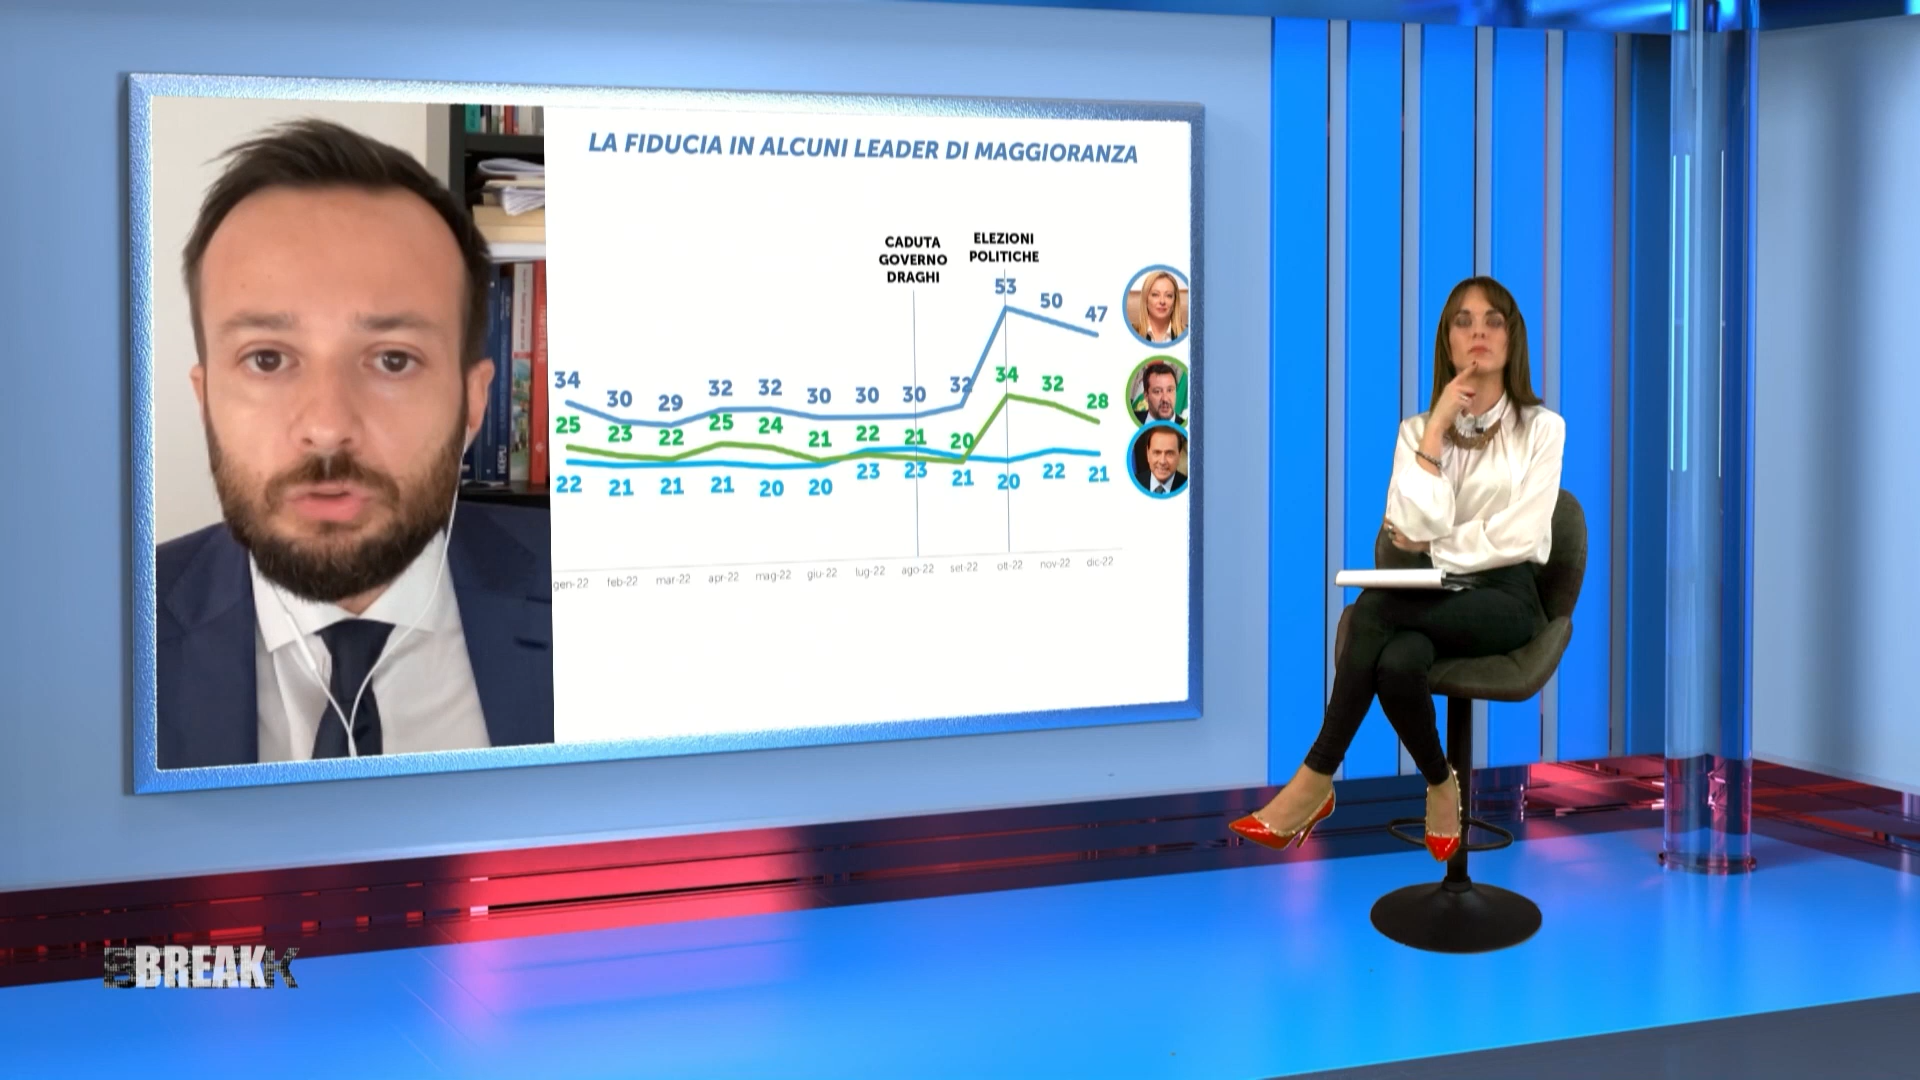 LA FIDUCIA IN ALCUNI LEADER DI MAGGIORANZA
CADUTA
GOVERNO
DRAGHI
ELEZIONI
POLITICHE
34 30 29 32 32 30 30 30 32 53 50 47
25 23 22 25 24 21 22 21 20 34 32 28
22 21 21 21 20 20 23 23 21 20 22 21
gen-22 feb-22 mar-22 apr-22 mag-22 giu-22 lug-22 ago-22 set-22 ott-22 nov-22 dic-22
BREAK